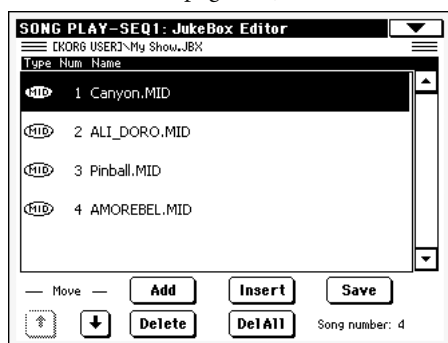 SONG PLAY-SEQ1: JukeBox Editor
[KORG USER]\My Show.JBX
Type Num Name
MID 1 Canyon.MID
MID 2 ALI_DORO.MID
MID 3 Pinball.MID
MID 4 AMOREBEL.MID
— Move — Add Insert Save
Delete DelAll Song number: 4